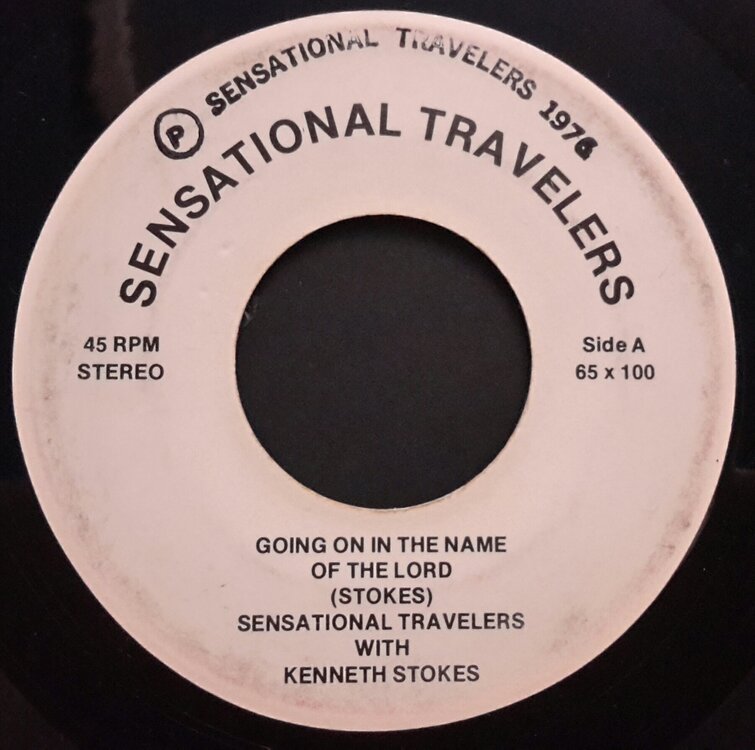 Ⓟ SENSATIONAL TRAVELERS 1976
SENSATIONAL TRAVELERS
45 RPM
STEREO
Side A
65 x 100
GOING ON IN THE NAME
OF THE LORD
(STOKES)
SENSATIONAL TRAVELERS
WITH
KENNETH STOKES